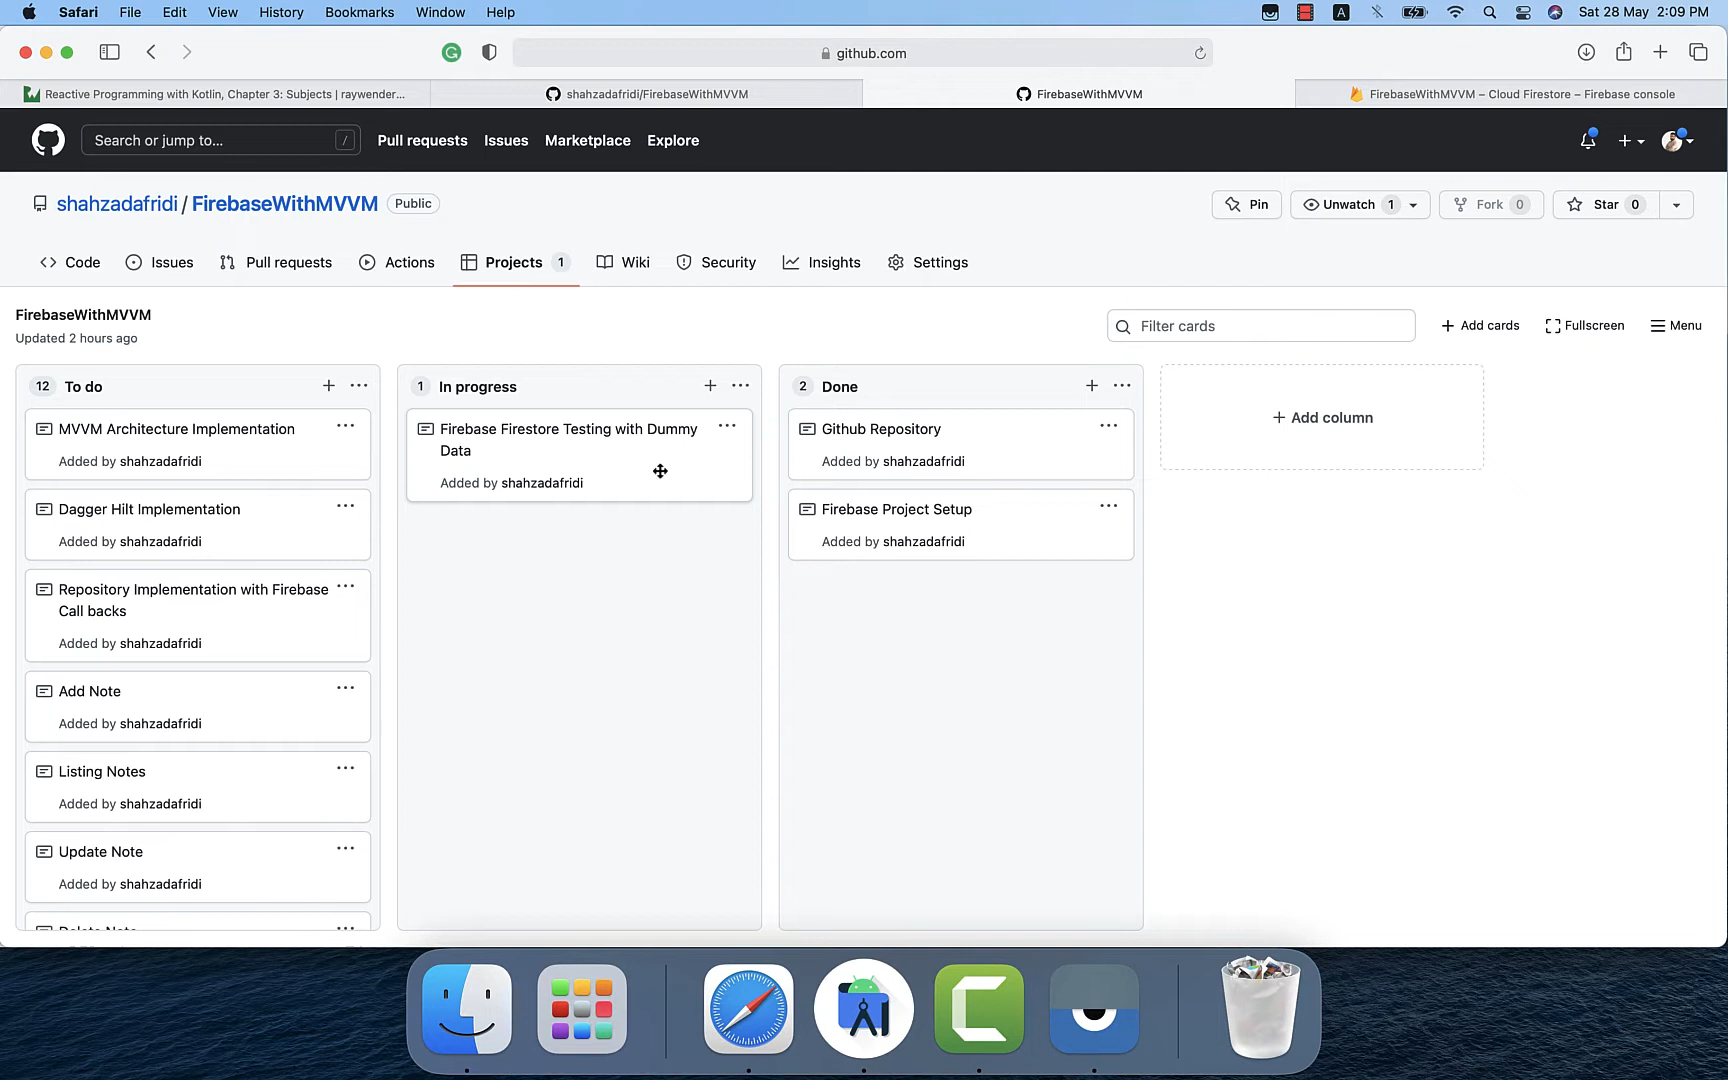 Safari File Edit View History Bookmarks Window Help A Sat 28 May 2:09 PM
G github.com
Reactive Programming with Kotlin, Chapter 3: Subjects | raywender... shahzadafridi/FirebaseWithMVVM FirebaseWithMVVM FirebaseWithMVVM – Cloud Firestore – Firebase console
Search or jump to... / Pull requests Issues Marketplace Explore
shahzadafridi / FirebaseWithMVVM Public Pin Unwatch 1 Fork 0 Star 0
Code Issues Pull requests Actions Projects 1 Wiki Security Insights Settings
FirebaseWithMVVM
Updated 2 hours ago
Filter cards Add cards Fullscreen Menu
12 To do
MVVM Architecture Implementation
Added by shahzadafridi
Dagger Hilt Implementation
Added by shahzadafridi
Repository Implementation with Firebase
Call backs
Added by shahzadafridi
Add Note
Added by shahzadafridi
Listing Notes
Added by shahzadafridi
Update Note
Added by shahzadafridi
1 In progress
Firebase Firestore Testing with Dummy
Data
Added by shahzadafridi
2 Done
Github Repository
Added by shahzadafridi
Firebase Project Setup
Added by shahzadafridi
Add column